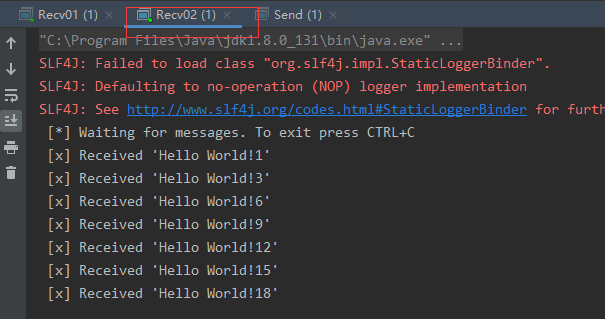 Recv01 (1) × Recv02 (1) × Send (1) ×
"C:\Program Files\Java\jdk1.8.0_131\bin\java.exe" ...
SLF4J: Failed to load class "org.slf4j.impl.StaticLoggerBinder".
SLF4J: Defaulting to no-operation (NOP) logger implementation
SLF4J: See http://www.slf4j.org/codes.html#StaticLoggerBinder for furth
[*] Waiting for messages. To exit press CTRL+C
[x] Received 'Hello World!1'
[x] Received 'Hello World!3'
[x] Received 'Hello World!6'
[x] Received 'Hello World!9'
[x] Received 'Hello World!12'
[x] Received 'Hello World!15'
[x] Received 'Hello World!18'